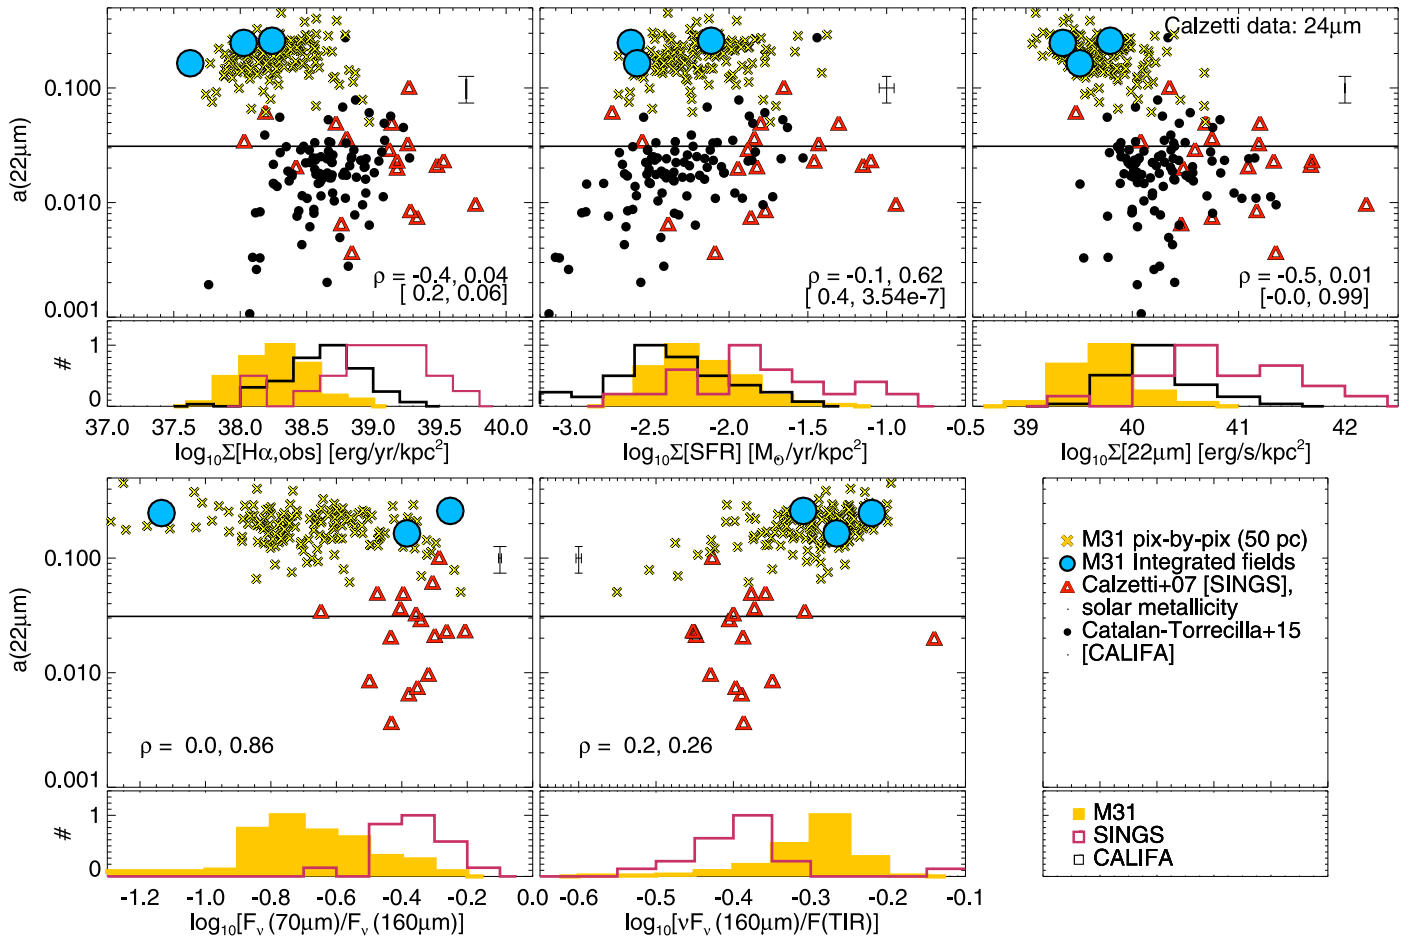 Calzetti data: 24μm
a(22μm)
0.100
0.010
0.001
ρ = -0.4, 0.04
[ 0.2, 0.06]
ρ = -0.1, 0.62
[ 0.4, 3.54e-7]
ρ = -0.5, 0.01
[-0.0, 0.99]
#
1
0
37.0 37.5 38.0 38.5 39.0 39.5 40.0
log₁₀Σ[Hα,obs] [erg/yr/kpc²]
-3.0 -2.5 -2.0 -1.5 -1.0 -0.5
log₁₀Σ[SFR] [M⊙/yr/kpc²]
39 40 41 42
log₁₀Σ[22μm] [erg/s/kpc²]
a(22μm)
0.100
0.010
0.001
ρ = 0.0, 0.86
ρ = 0.2, 0.26
M31 pix-by-pix (50 pc)
M31 Integrated fields
Calzetti+07 [SINGS],
solar metallicity
Catalan-Torrecilla+15
[CALIFA]
#
1
0
M31
SINGS
CALIFA
-1.2 -1.0 -0.8 -0.6 -0.4 -0.2 0.0
log₁₀[Fᵥ(70μm)/Fᵥ(160μm)]
-0.6 -0.5 -0.4 -0.3 -0.2 -0.1
log₁₀[νFᵥ(160μm)/F(TIR)]